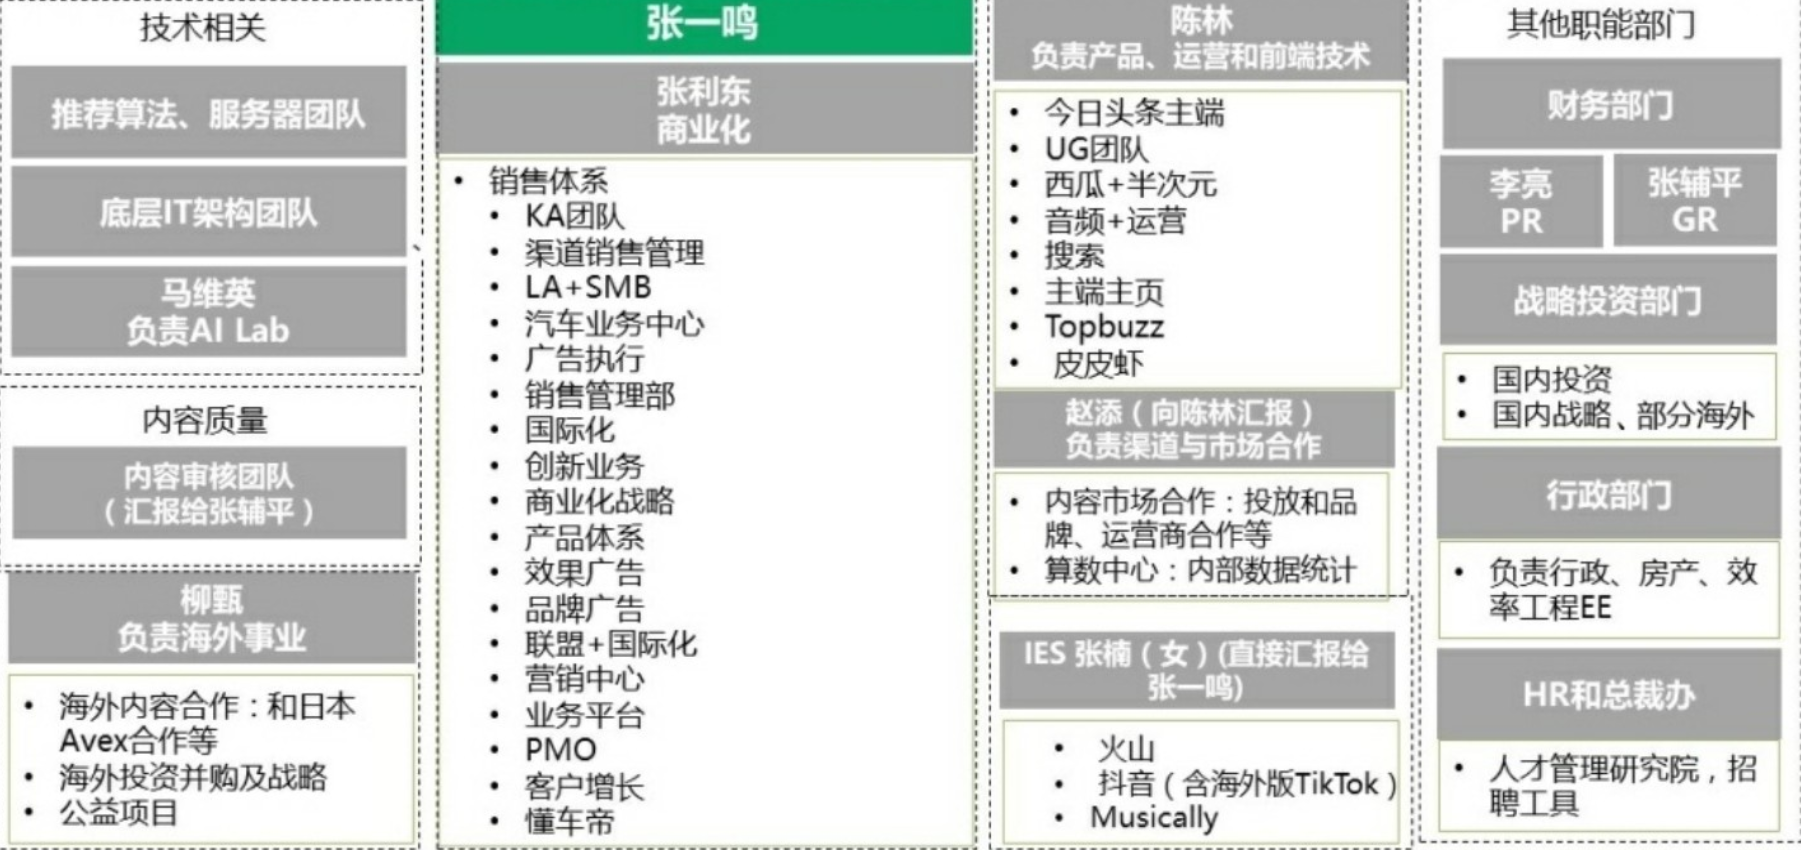 技术相关
推荐算法、服务器团队
底层IT架构团队
马维英
负责AI Lab
内容质量
内容审核团队
（汇报给张辅平）
柳甄
负责海外事业
• 海外内容合作：和日本
Avex合作等
• 海外投资并购及战略
• 公益项目
张一鸣
张利东
商业化
• 销售体系
• KA团队
• 渠道销售管理
• LA+SMB
• 汽车业务中心
• 广告执行
• 销售管理部
• 国际化
• 创新业务
• 商业化战略
• 产品体系
• 效果广告
• 品牌广告
• 联盟+国际化
• 营销中心
• 业务平台
• PMO
• 客户增长
• 懂车帝
陈林
负责产品、运营和前端技术
• 今日头条主端
• UG团队
• 西瓜+半次元
• 音频+运营
• 搜索
• 主端主页
• Topbuzz
• 皮皮虾
赵添（向陈林汇报）
负责渠道与市场合作
• 内容市场合作：投放和品
牌、运营商合作等
• 算数中心：内部数据统计
IES 张楠（女）(直接汇报给
张一鸣)
• 火山
• 抖音（含海外版TikTok）
• Musically
其他职能部门
财务部门
李亮
PR
张辅平
GR
战略投资部门
• 国内投资
• 国内战略、部分海外
行政部门
• 负责行政、房产、效
率工程EE
HR和总裁办
• 人才管理研究院，招
聘工具